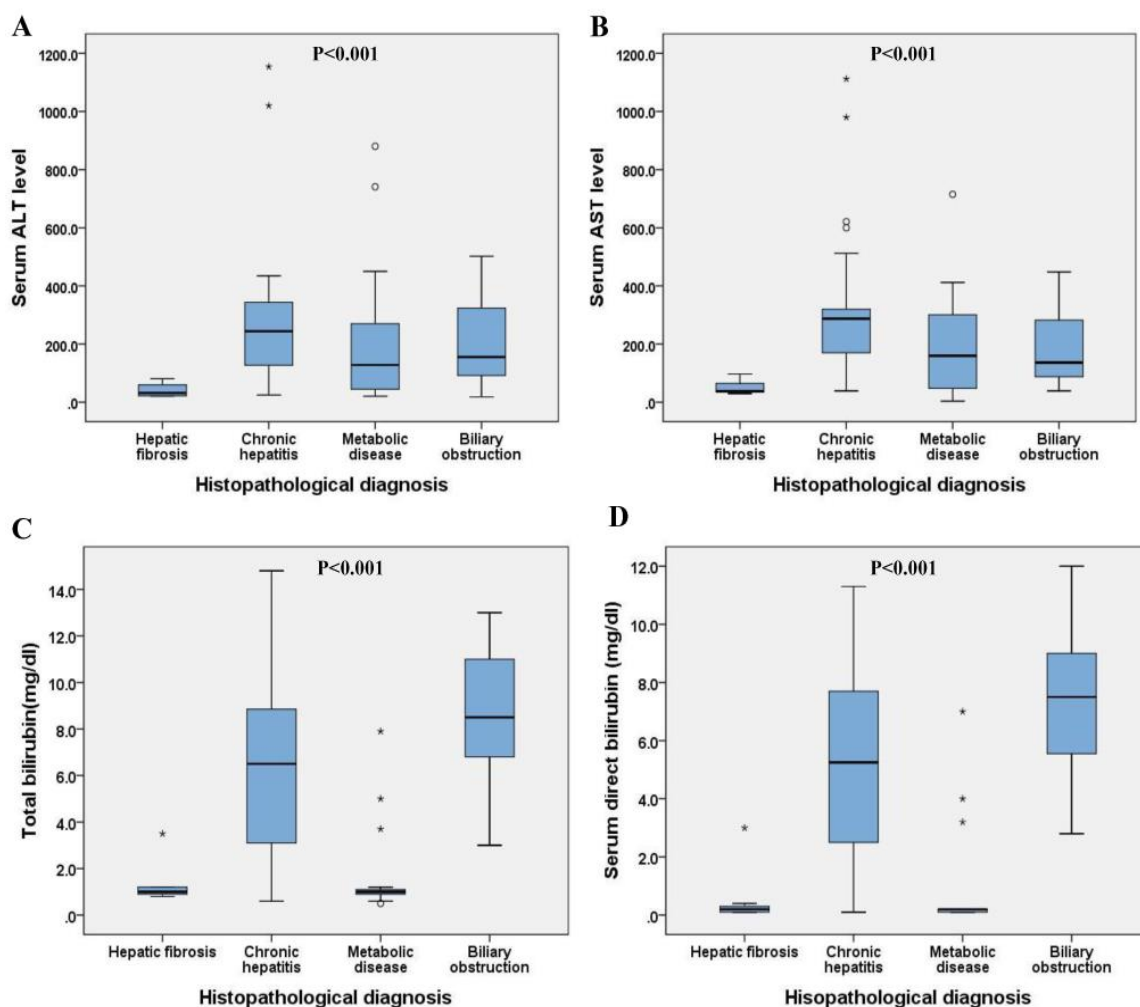 A
P<0.001
Serum ALT level
1200.0
1000.0
800.0
600.0
400.0
200.0
.0
Hepatic fibrosis
Chronic hepatitis
Metabolic disease
Biliary obstruction
Histopathological diagnosis
B
P<0.001
Serum AST level
1200.0
1000.0
800.0
600.0
400.0
200.0
.0
Hepatic fibrosis
Chronic hepatitis
Metabolic disease
Biliary obstruction
Histopathological diagnosis
C
P<0.001
Total bilirubin(mg/dl)
14.0
12.0
10.0
8.0
6.0
4.0
2.0
.0
Hepatic fibrosis
Chronic hepatitis
Metabolic disease
Biliary obstruction
Histopathological diagnosis
D
P<0.001
Serum direct bilirubin (mg/dl)
12.0
10.0
8.0
6.0
4.0
2.0
.0
Hepatic fibrosis
Chronic hepatitis
Metabolic disease
Biliary obstruction
Hisopathological diagnosis